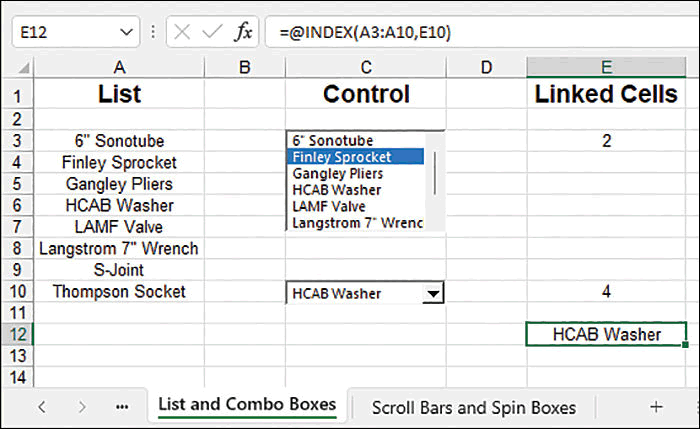 E12 fx =@INDEX(A3:A10,E10)
A B C D E
1 List Control Linked Cells
2
3 6" Sonotube 6" Sonotube 2
4 Finley Sprocket Finley Sprocket
5 Gangley Pliers Gangley Pliers
6 HCAB Washer HCAB Washer
7 LAMF Valve LAMF Valve
8 Langstrom 7" Wrench Langstrom 7" Wrenc
9 S-Joint
10 Thompson Socket HCAB Washer 4
11
12 HCAB Washer
13
14
... List and Combo Boxes Scroll Bars and Spin Boxes +